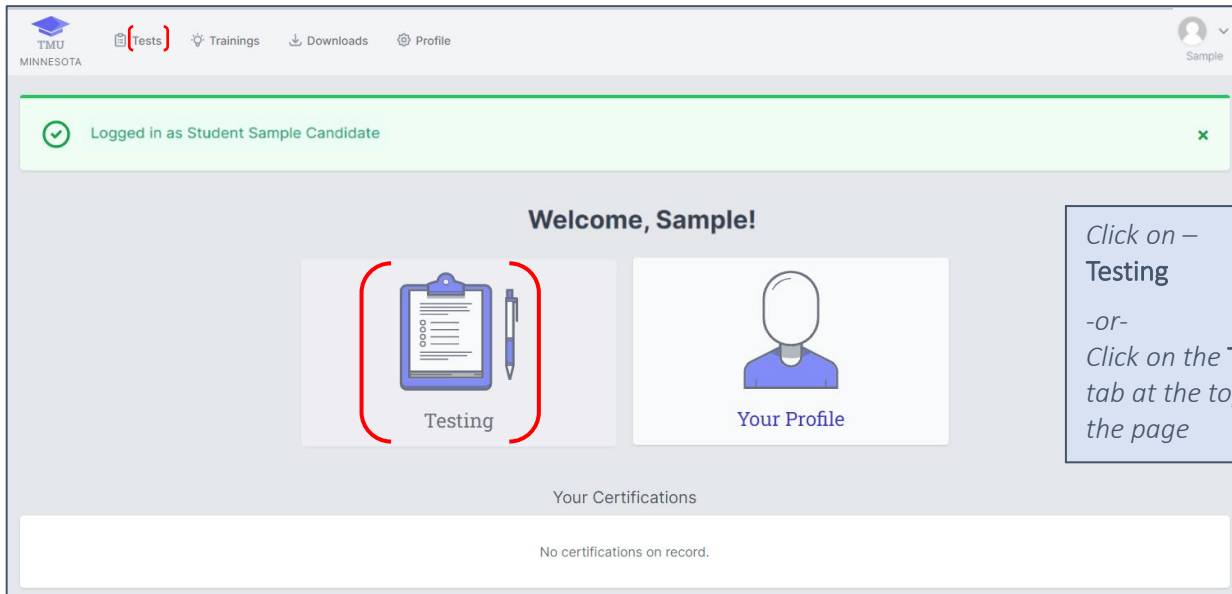 TMU
MINNESOTA
Tests
Trainings
Downloads
Profile
Sample
Logged in as Student Sample Candidate
Welcome, Sample!
Testing
Your Profile
Click on –
Testing
-or-
Click on the
tab at the
the page
Your Certifications
No certifications on record.